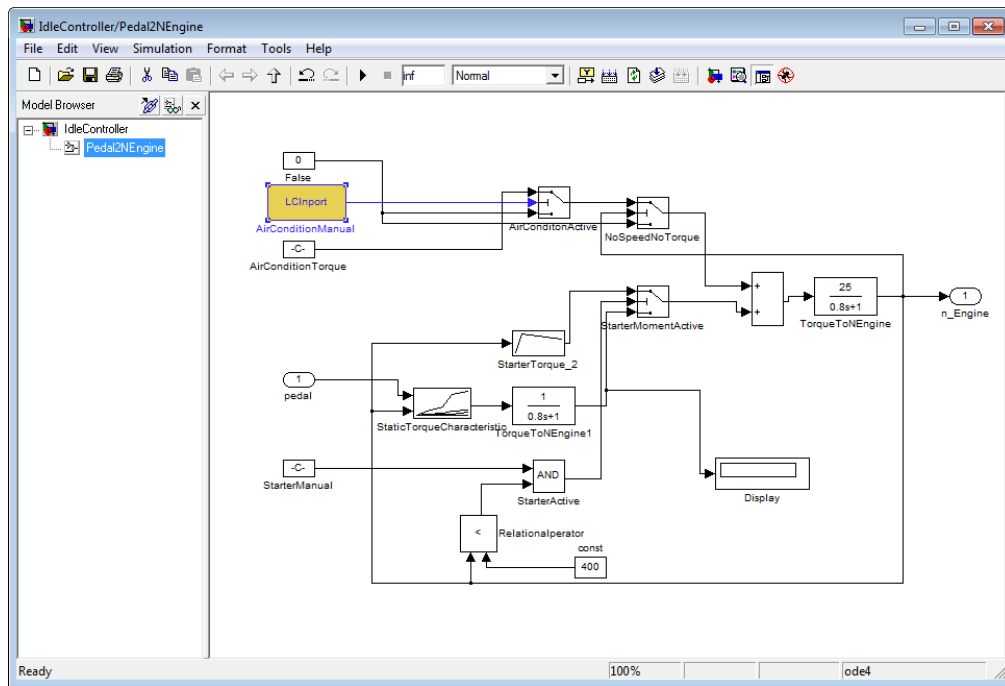 IdleController/Pedal2NEngine
File Edit View Simulation Format Tools Help
inf Normal
Model Browser
IdleController
Pedal2NEngine
0
False
LCInport
AirConditionManual
AirConditonActive
NoSpeedNoTorque
-C-
AirConditionTorque
+
+
25
0.8s+1
TorqueToNEngine
1
n_Engine
StarterMomentActive
StarterTorque_2
1
pedal
StaticTorqueCharacteristic
1
0.8s+1
TorqueToNEngine1
-C-
StarterManual
AND
StarterActive
Display
<
Relationalperator
const
400
Ready 100% ode4